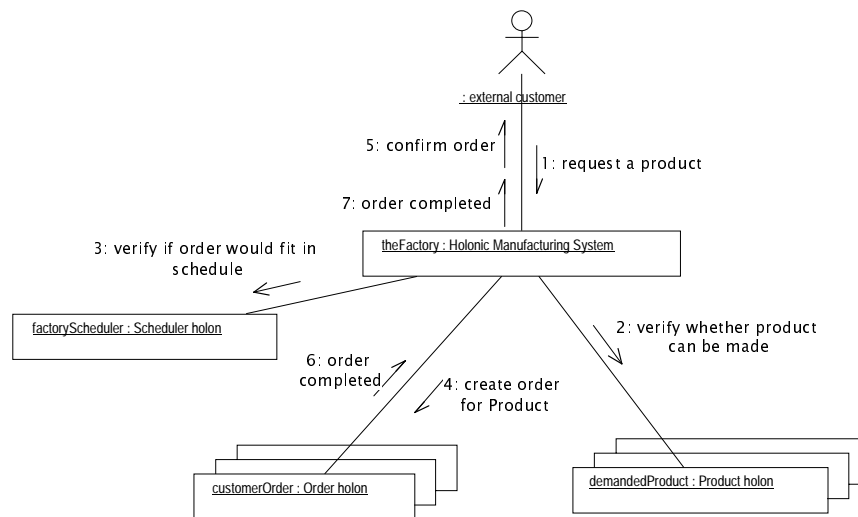 : external customer
5: confirm order
1: request a product
7: order completed
theFactory : Holonic Manufacturing System
3: verify if order would fit in
schedule
factoryScheduler : Scheduler holon
2: verify whether product
can be made
6: order
completed
4: create order
for Product
customerOrder : Order holon
demandedProduct : Product holon